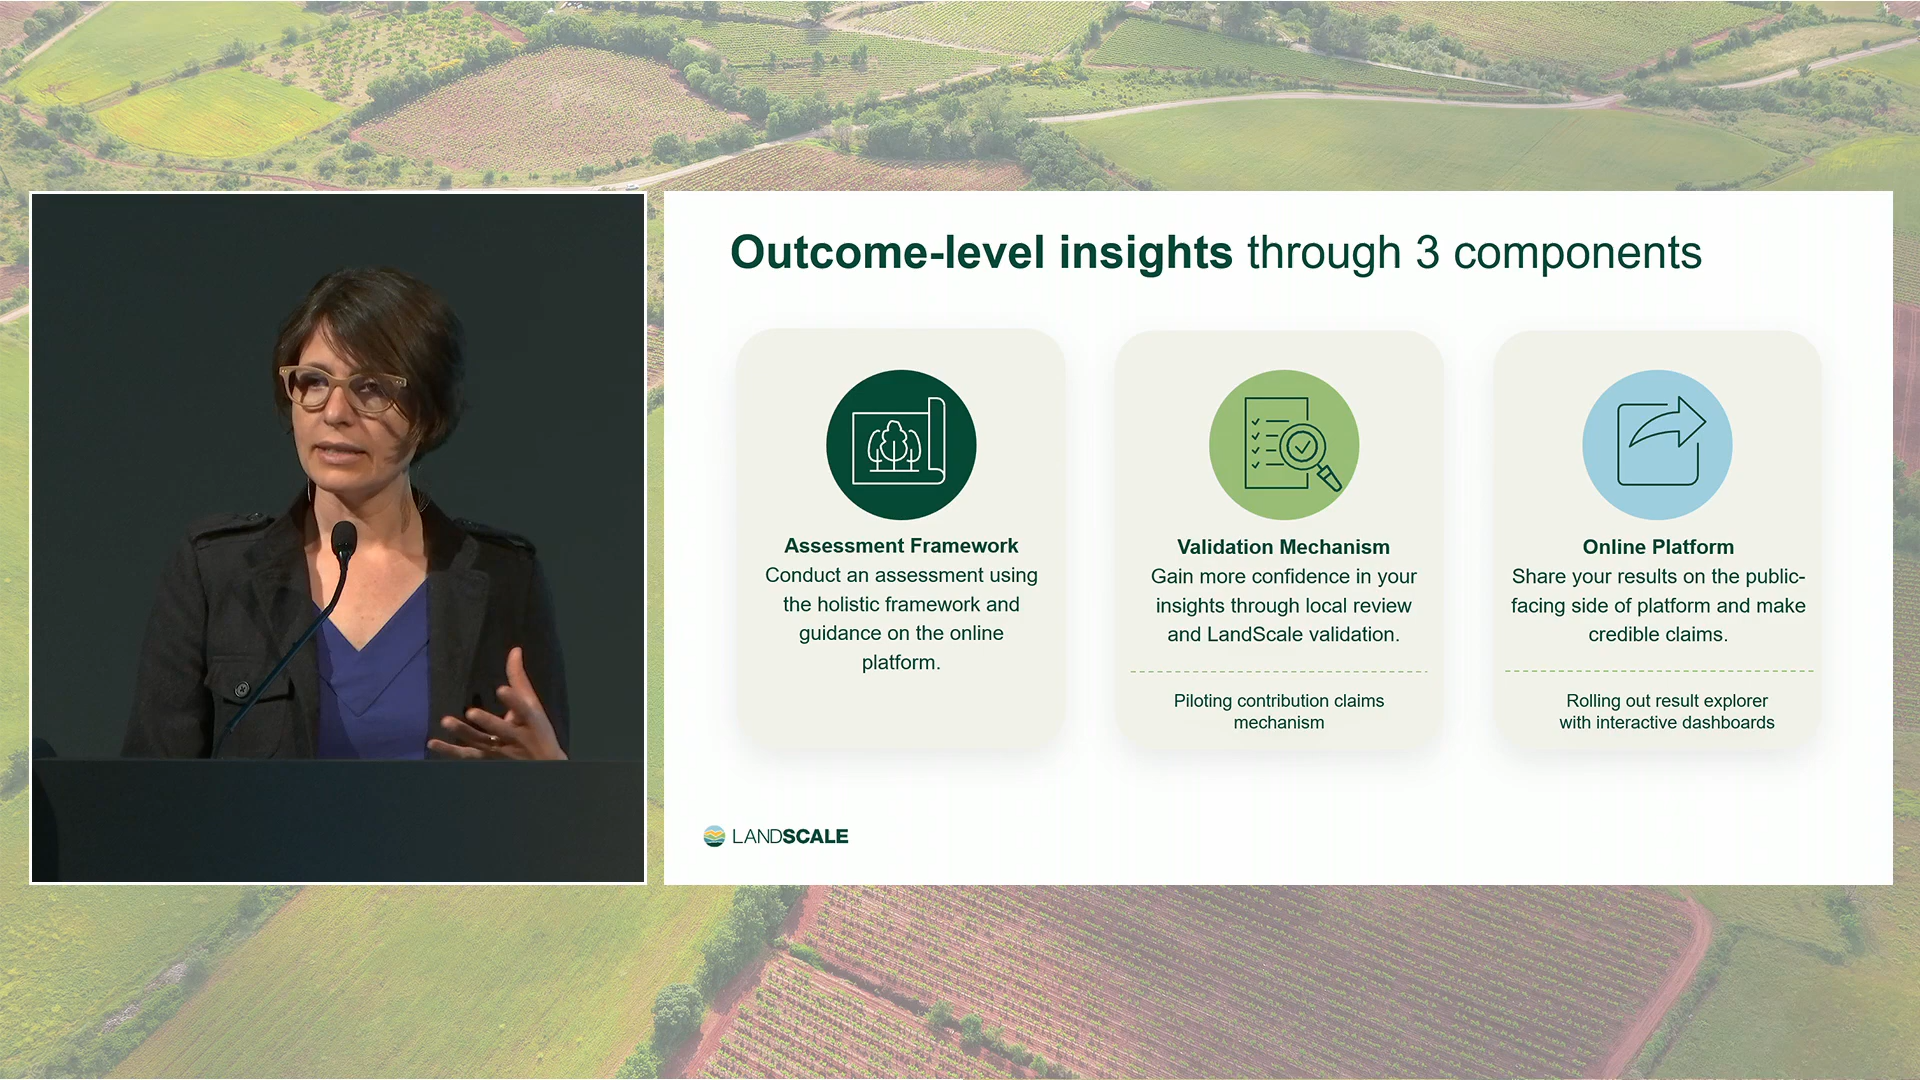 Outcome-level insights through 3 components
Assessment Framework
Conduct an assessment using
the holistic framework and
guidance on the online
platform.
Validation Mechanism
Gain more confidence in your
insights through local review
and LandScale validation.
Piloting contribution claims
mechanism
Online Platform
Share your results on the public-
facing side of platform and make
credible claims.
Rolling out result explorer
with interactive dashboards
LANDSCALE